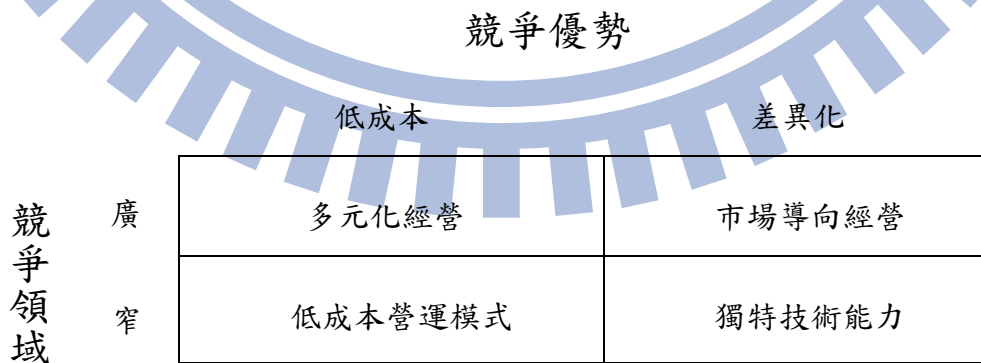 競爭優勢
低成本 差異化
廣 多元化經營 市場導向經營
窄 低成本營運模式 獨特技術能力
競爭領域